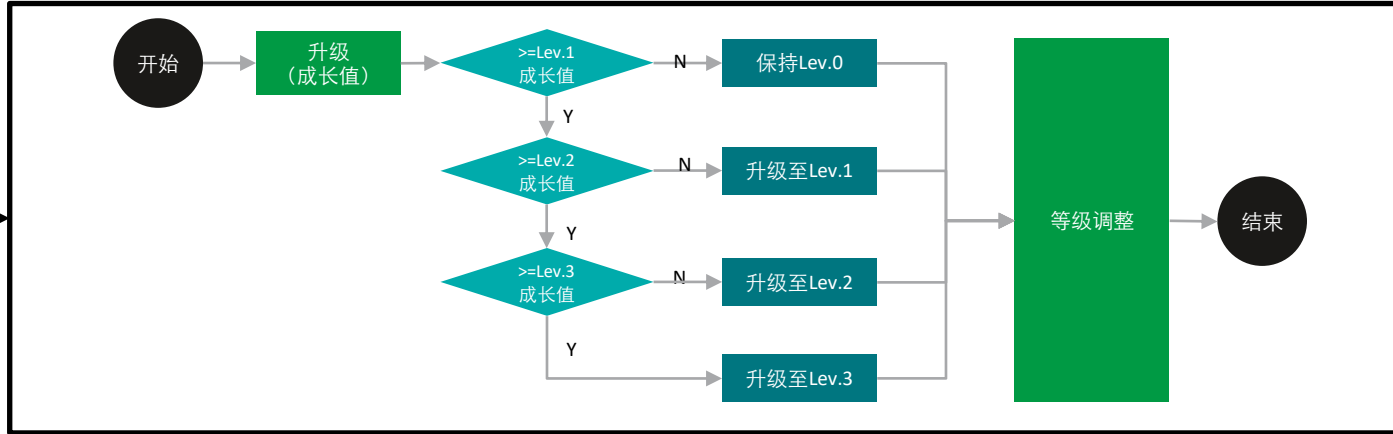 开始
升级
（成长值）
>=Lev.1
成长值
N
保持Lev.0
Y
>=Lev.2
成长值
N
升级至Lev.1
Y
>=Lev.3
成长值
N
升级至Lev.2
Y
升级至Lev.3
等级调整
结束